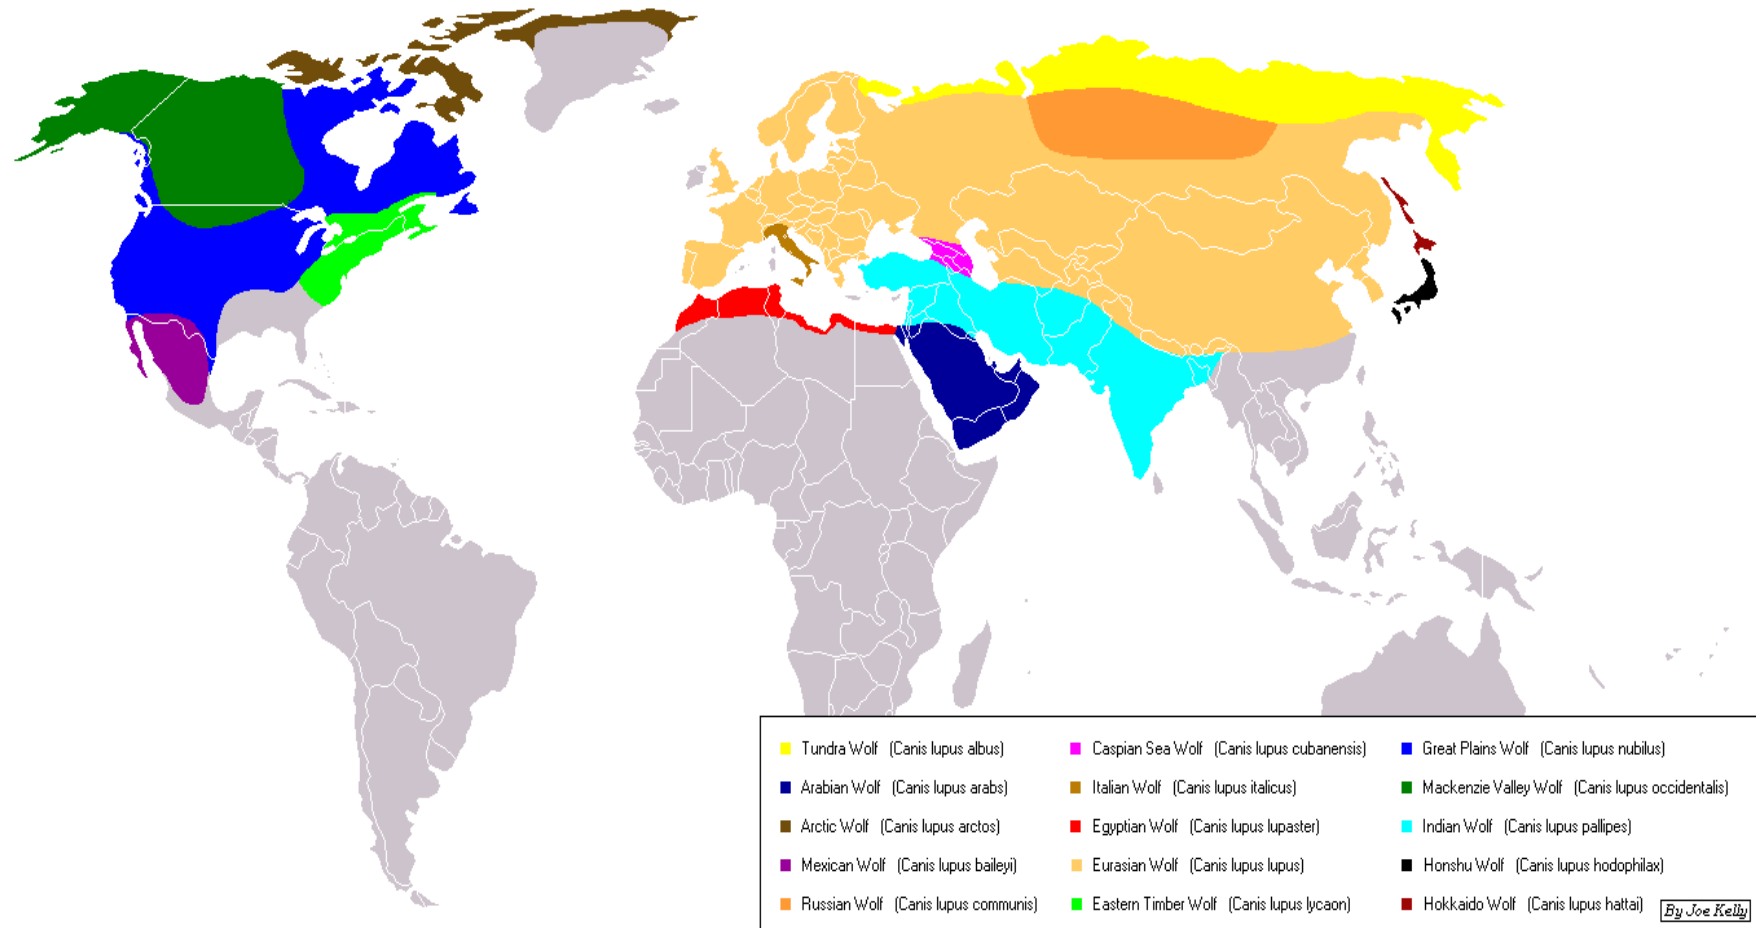 Tundra Wolf (Canis lupus albus)
Caspian Sea Wolf (Canis lupus cubanensis)
Great Plains Wolf (Canis lupus nubilus)
Arabian Wolf (Canis lupus arabs)
Italian Wolf (Canis lupus italicus)
Mackenzie Valley Wolf (Canis lupus occidentalis)
Arctic Wolf (Canis lupus arctos)
Egyptian Wolf (Canis lupus lupaster)
Indian Wolf (Canis lupus pallipes)
Mexican Wolf (Canis lupus baileyi)
Eurasian Wolf (Canis lupus lupus)
Honshu Wolf (Canis lupus hodophilax)
Russian Wolf (Canis lupus communis)
Eastern Timber Wolf (Canis lupus lycaon)
Hokkaido Wolf (Canis lupus hattai)
By Joe Kelly